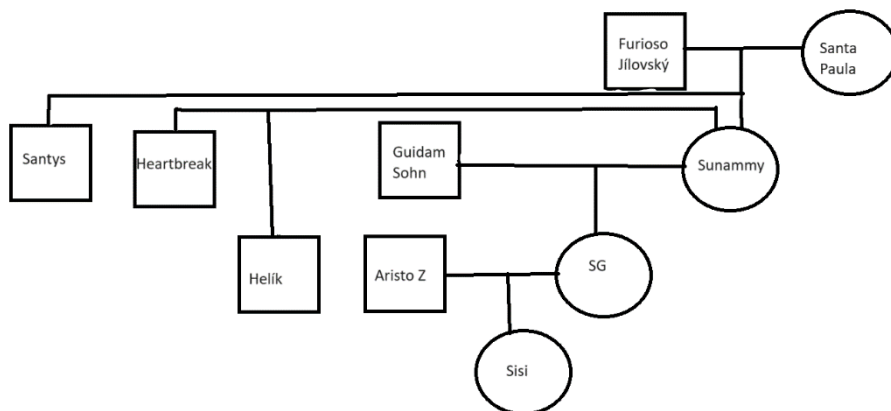 Furioso
Jílovský
Santa
Paula
Santys
Heartbreak
Guidam
Sohn
Sunammy
Helík
Aristo Z
SG
Sisi